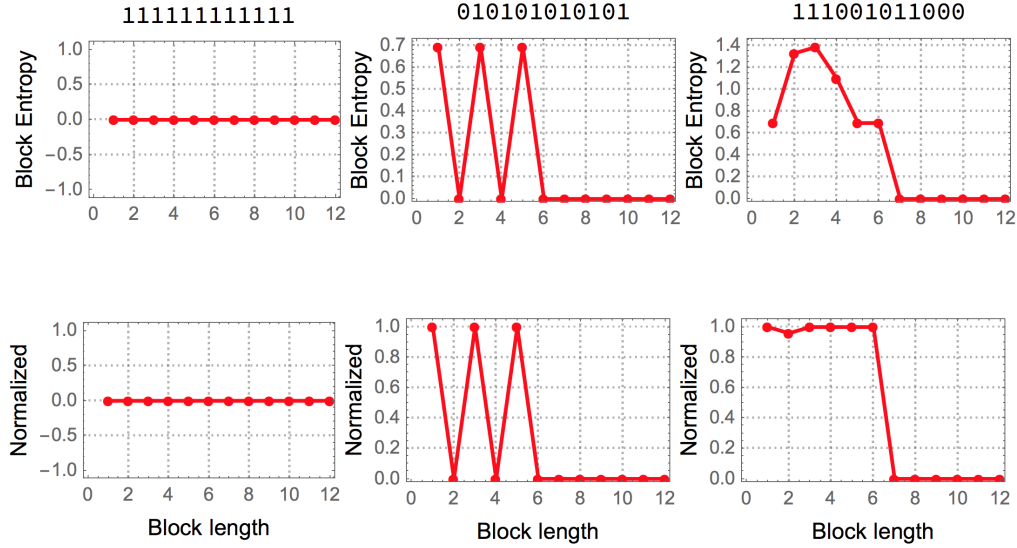 111111111111
Block Entropy
1.0
0.5
0.0
−0.5
−1.0
0 2 4 6 8 10 12
010101010101
Block Entropy
0.7
0.6
0.5
0.4
0.3
0.2
0.1
0.0
0 2 4 6 8 10 12
111001011000
Block Entropy
1.4
1.2
1.0
0.8
0.6
0.4
0.2
0.0
0 2 4 6 8 10 12
Normalized
1.0
0.5
0.0
−0.5
−1.0
0 2 4 6 8 10 12
Block length
Normalized
1.0
0.8
0.6
0.4
0.2
0.0
0 2 4 6 8 10 12
Block length
Normalized
1.0
0.8
0.6
0.4
0.2
0.0
0 2 4 6 8 10 12
Block length